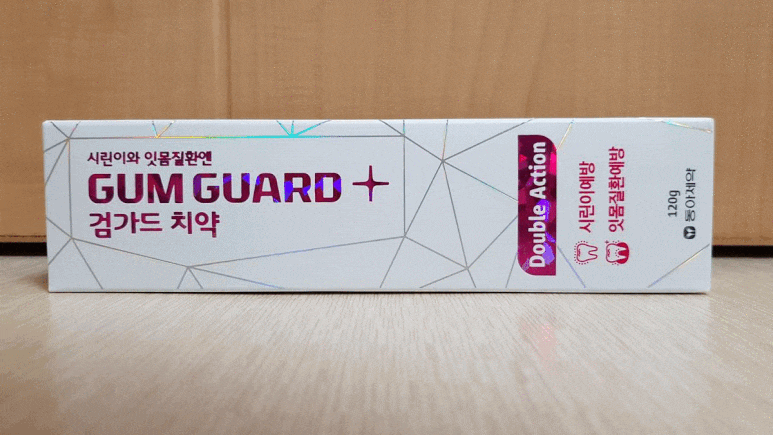 시린이와 잇몸질환엔
GUM GUARD
검가드 치약
Double Action
시린이예방
잇몸질환예방
120g
동아제약